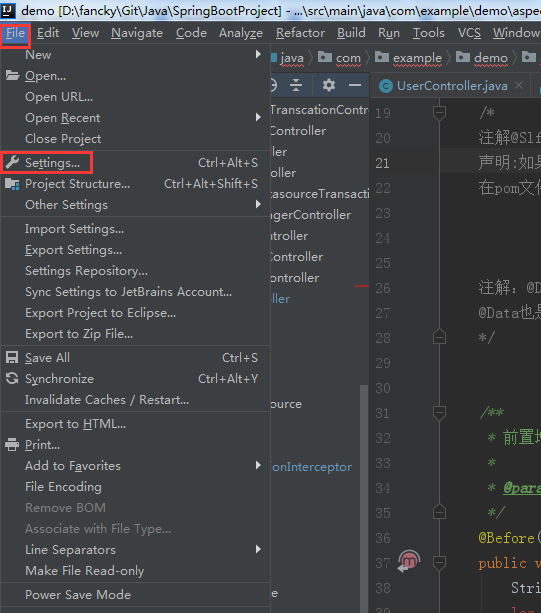 demo [D:\fancky\Git\Java\SpringBootProject] - ...\src\main\java\com\example\demo\aspe
File Edit View Navigate Code Analyze Refactor Build Run Tools VCS Window
java com example demo
New
Open...
Open URL...
Open Recent
Close Project
Settings... Ctrl+Alt+S
Project Structure... Ctrl+Alt+Shift+S
Other Settings
Import Settings...
Export Settings...
Settings Repository...
Sync Settings to JetBrains Account...
Export Project to Eclipse...
Export to Zip File...
Save All Ctrl+S
Synchronize Ctrl+Alt+Y
Invalidate Caches / Restart...
Export to HTML...
Print...
Add to Favorites
File Encoding
Remove BOM
Associate with File Type...
Line Separators
Make File Read-only
Power Save Mode
TranscationContr
Controller
ontroller
oller
tasourceTransacti
ngerController
ntroller
Controller
ontroller
ller
ource
onInterceptor
e
UserController.java
19 /*
20 注解@Slf
21 声明:如果
22 在pom文件
23
24
25
26 注解：@D
27 @Data也是
28 */
29
30
31 /**
32 * 前置增
33 *
34 * @para
35 */
36 @Before(
37 public v
38 Stri
39 log